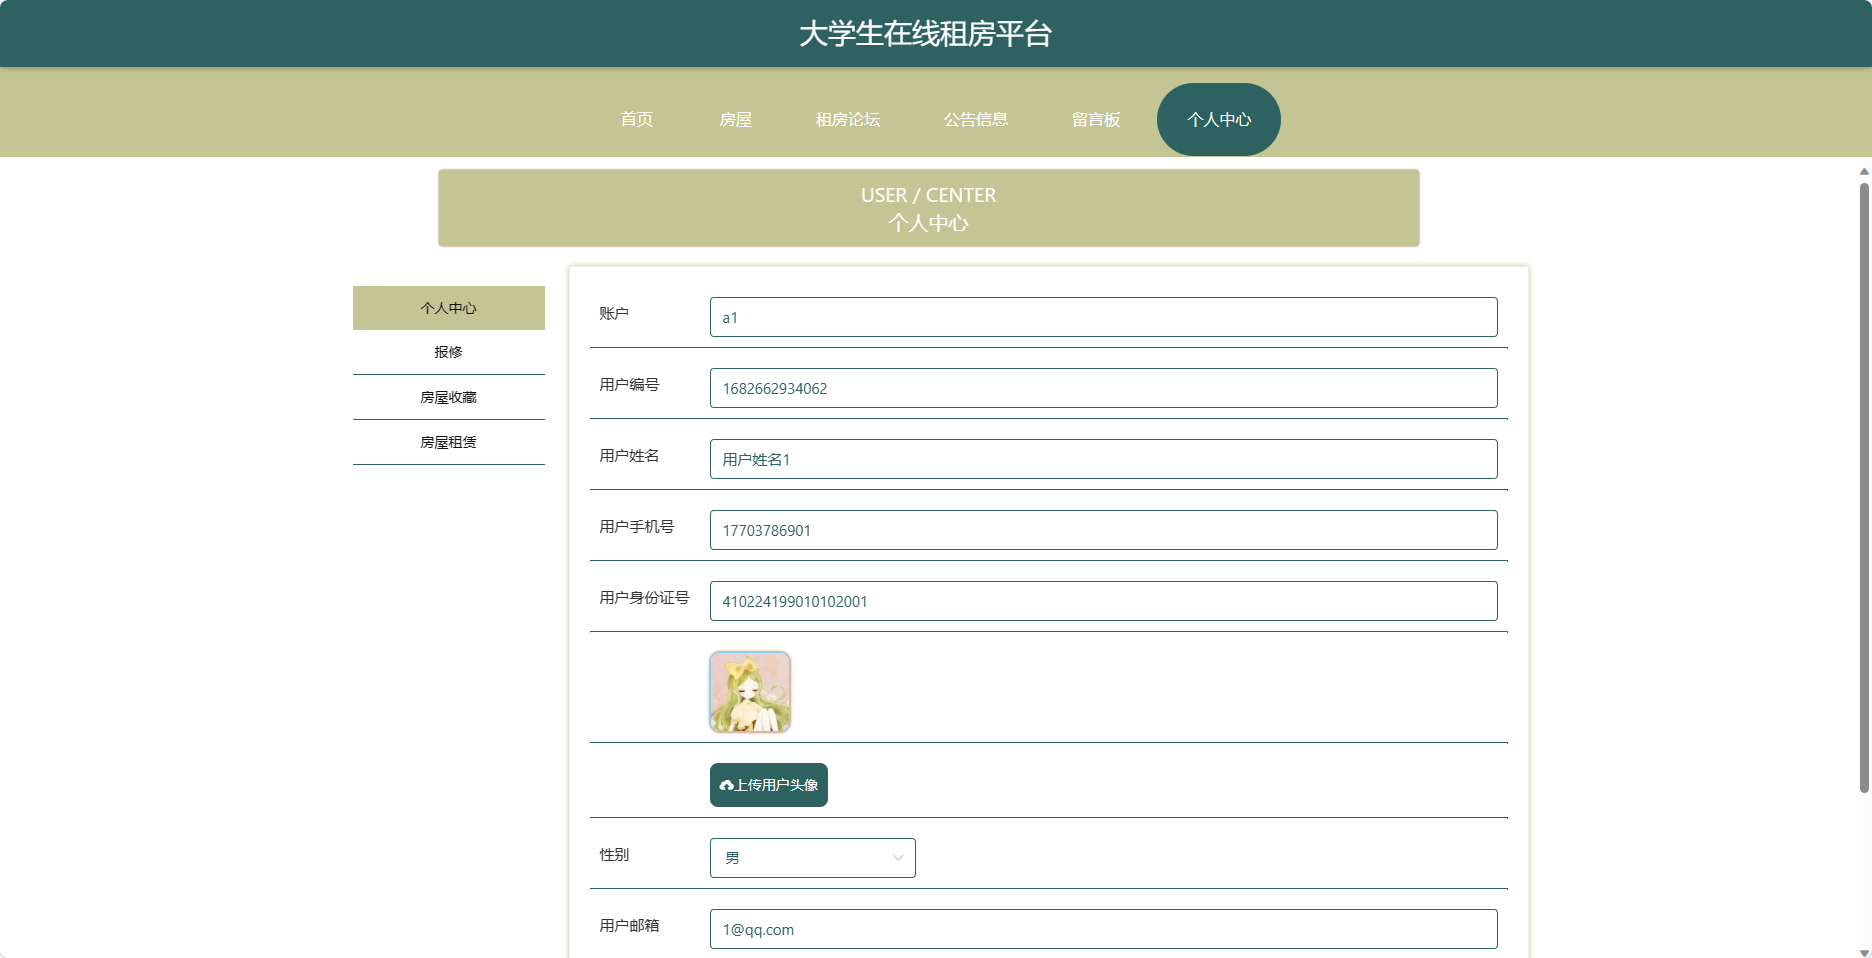 大学生在线租房平台
首页 房屋 租房论坛 公告信息 留言板 个人中心
USER / CENTER
个人中心
个人中心
报修
房屋收藏
房屋租赁
账户 a1
用户编号 1682662934062
用户姓名 用户姓名1
用户手机号 17703786901
用户身份证号 410224199010102001
上传用户头像
性别 男
用户邮箱 1@qq.com